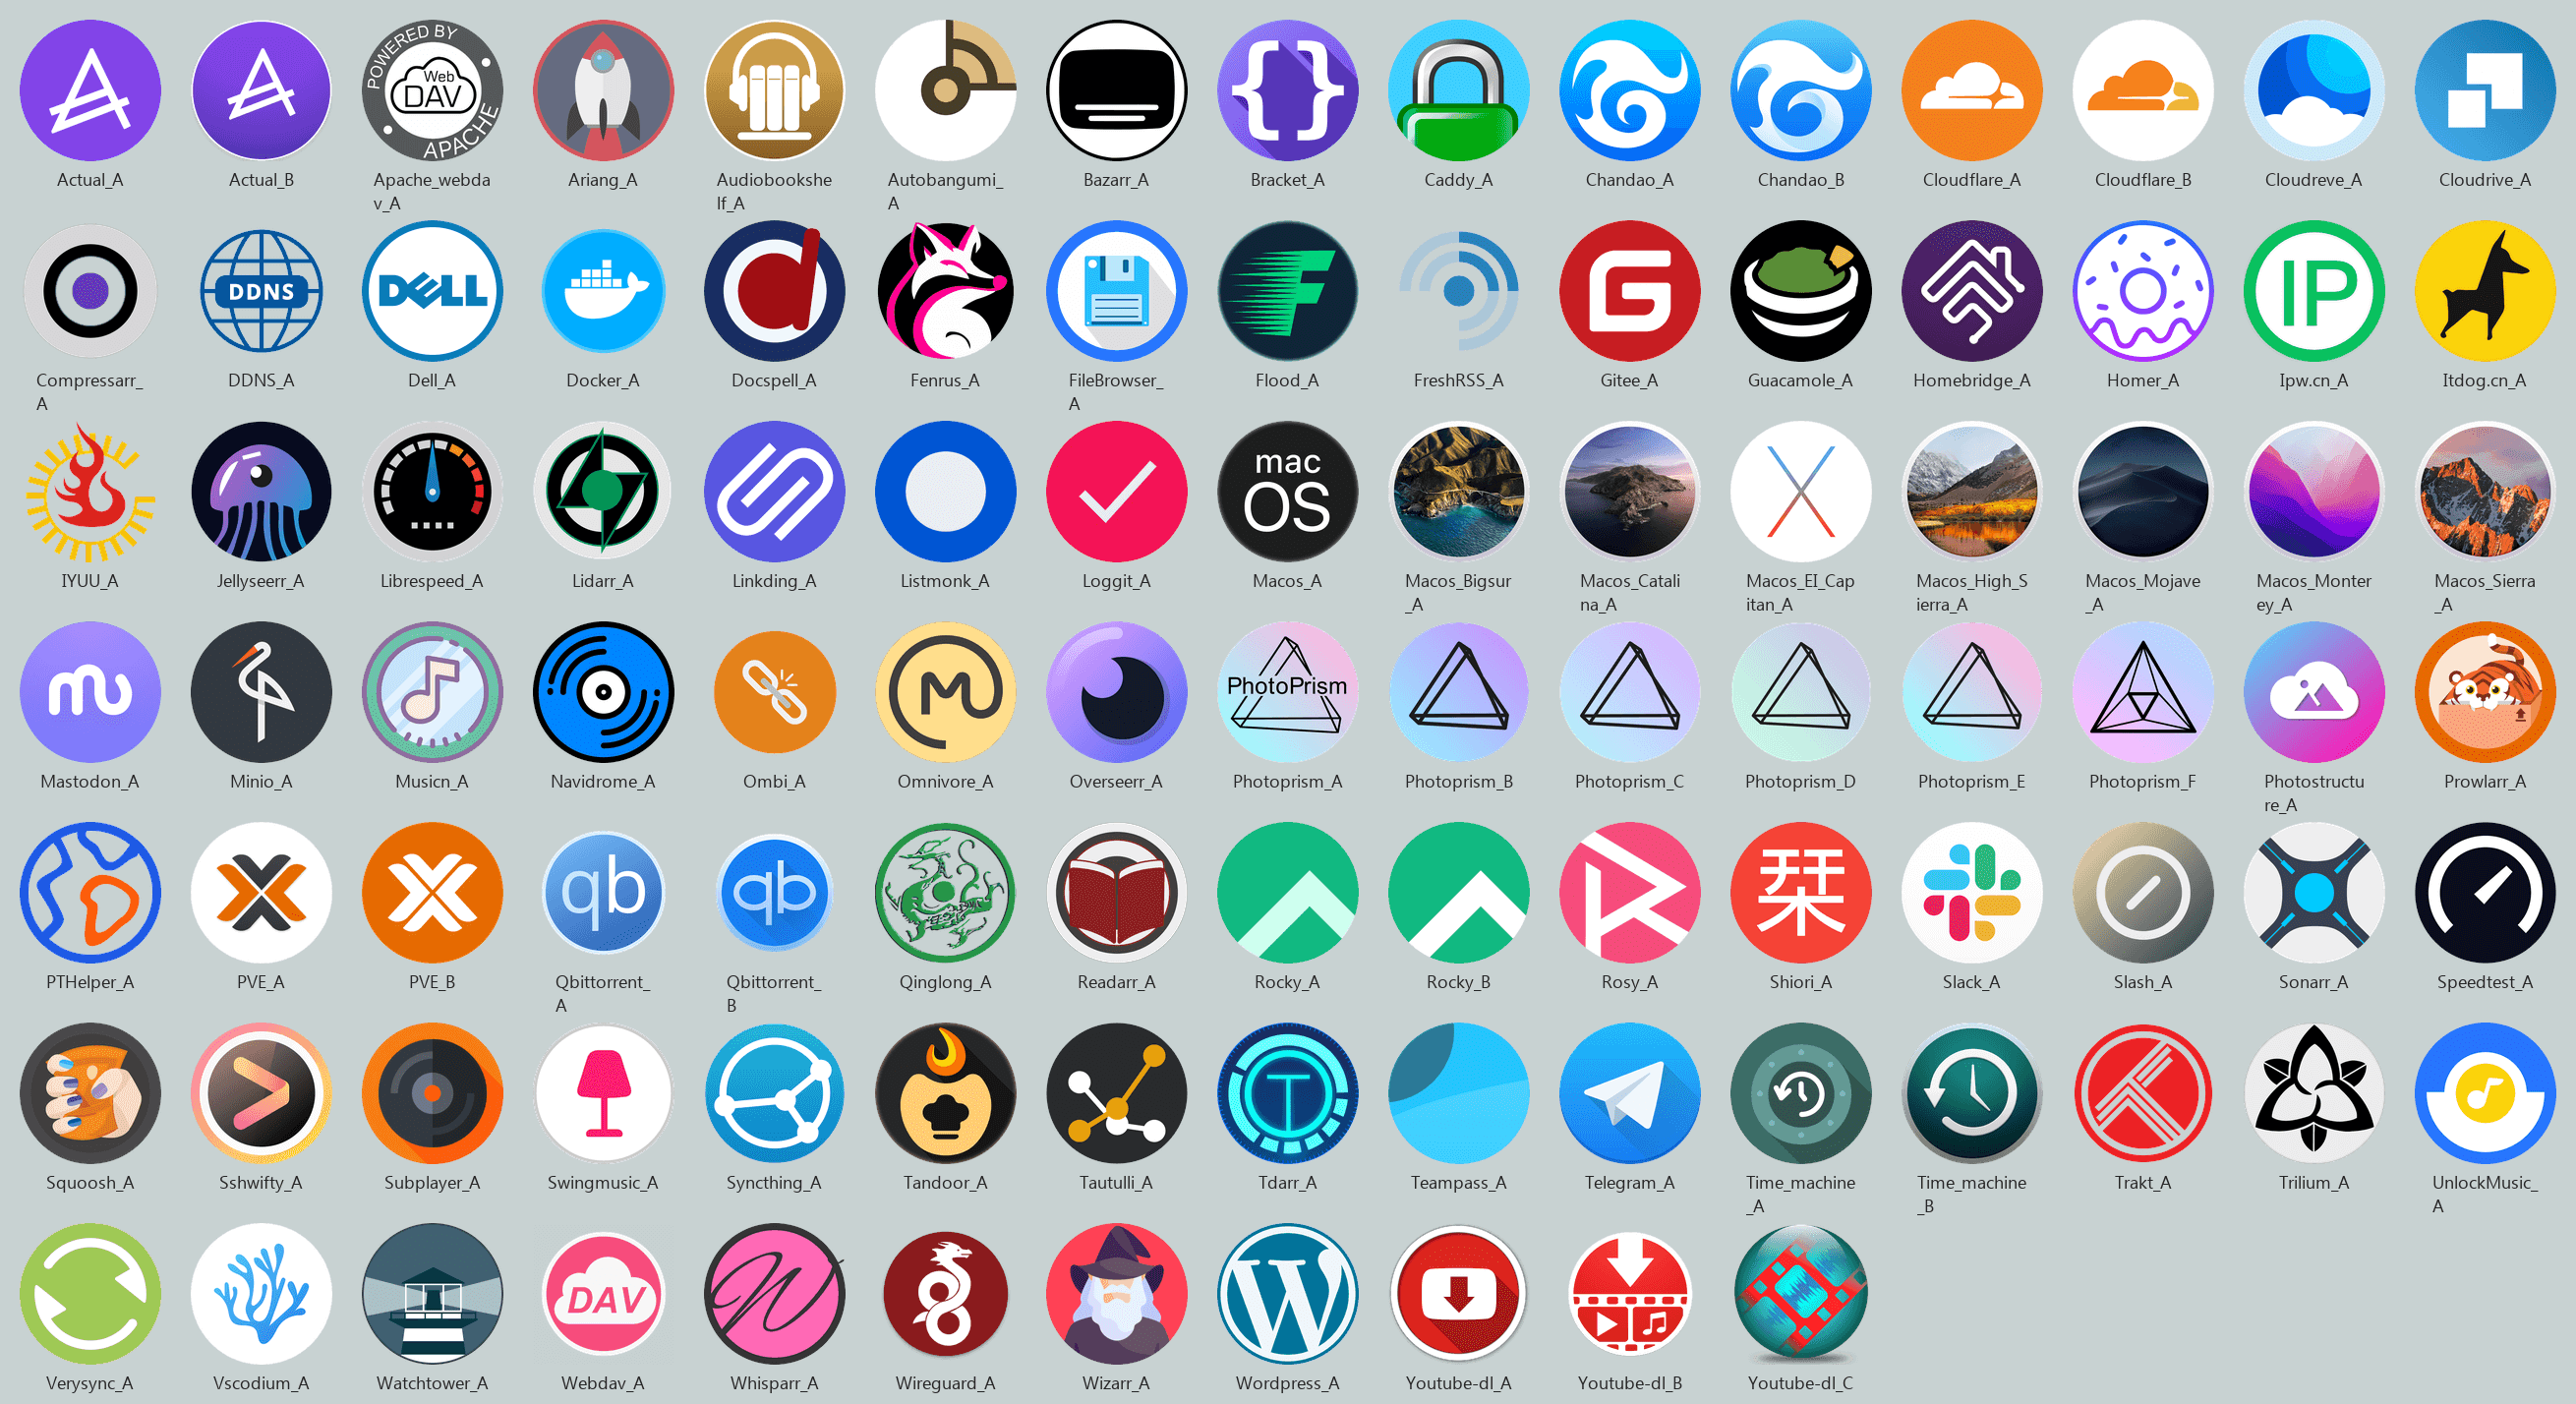 POWERED BY
Web
DAV
APACHE
Actual_A
Actual_B
Apache_webda
v_A
Ariang_A
Audiobookshe
lf_A
Autobangumi_
A
Bazarr_A
Bracket_A
Caddy_A
Chandao_A
Chandao_B
Cloudflare_A
Cloudflare_B
Cloudreve_A
Cloudrive_A
DDNS
DELL
IP
Compressarr_
A
DDNS_A
Dell_A
Docker_A
Docspell_A
Fenrus_A
FileBrowser_
A
Flood_A
FreshRSS_A
Gitee_A
Guacamole_A
Homebridge_A
Homer_A
Ipw.cn_A
Itdog.cn_A
mac
OS
X
IYUU_A
Jellyseerr_A
Librespeed_A
Lidarr_A
Linkding_A
Listmonk_A
Loggit_A
Macos_A
Macos_Bigsur
_A
Macos_Catali
na_A
Macos_EI_Cap
itan_A
Macos_High_S
ierra_A
Macos_Mojave
_A
Macos_Monter
ey_A
Macos_Sierra
_A
m
PhotoPrism
Mastodon_A
Minio_A
Musicn_A
Navidrome_A
Ombi_A
Omnivore_A
Overseerr_A
Photoprism_A
Photoprism_B
Photoprism_C
Photoprism_D
Photoprism_E
Photoprism_F
Photostructu
re_A
Prowlarr_A
qb
qb
栞
PTHelper_A
PVE_A
PVE_B
Qbittorrent_
A
Qbittorrent_
B
Qinglong_A
Readarr_A
Rocky_A
Rocky_B
Rosy_A
Shiori_A
Slack_A
Slash_A
Sonarr_A
Speedtest_A
T
Squoosh_A
Sshwifty_A
Subplayer_A
Swingmusic_A
Syncthing_A
Tandoor_A
Tautulli_A
Tdarr_A
Teampass_A
Telegram_A
Time_machine
_A
Time_machine
_B
Trakt_A
Trilium_A
UnlockMusic_
A
DAV
W
W
Verysync_A
Vscodium_A
Watchtower_A
Webdav_A
Whisparr_A
Wireguard_A
Wizarr_A
Wordpress_A
Youtube-dl_A
Youtube-dl_B
Youtube-dl_C